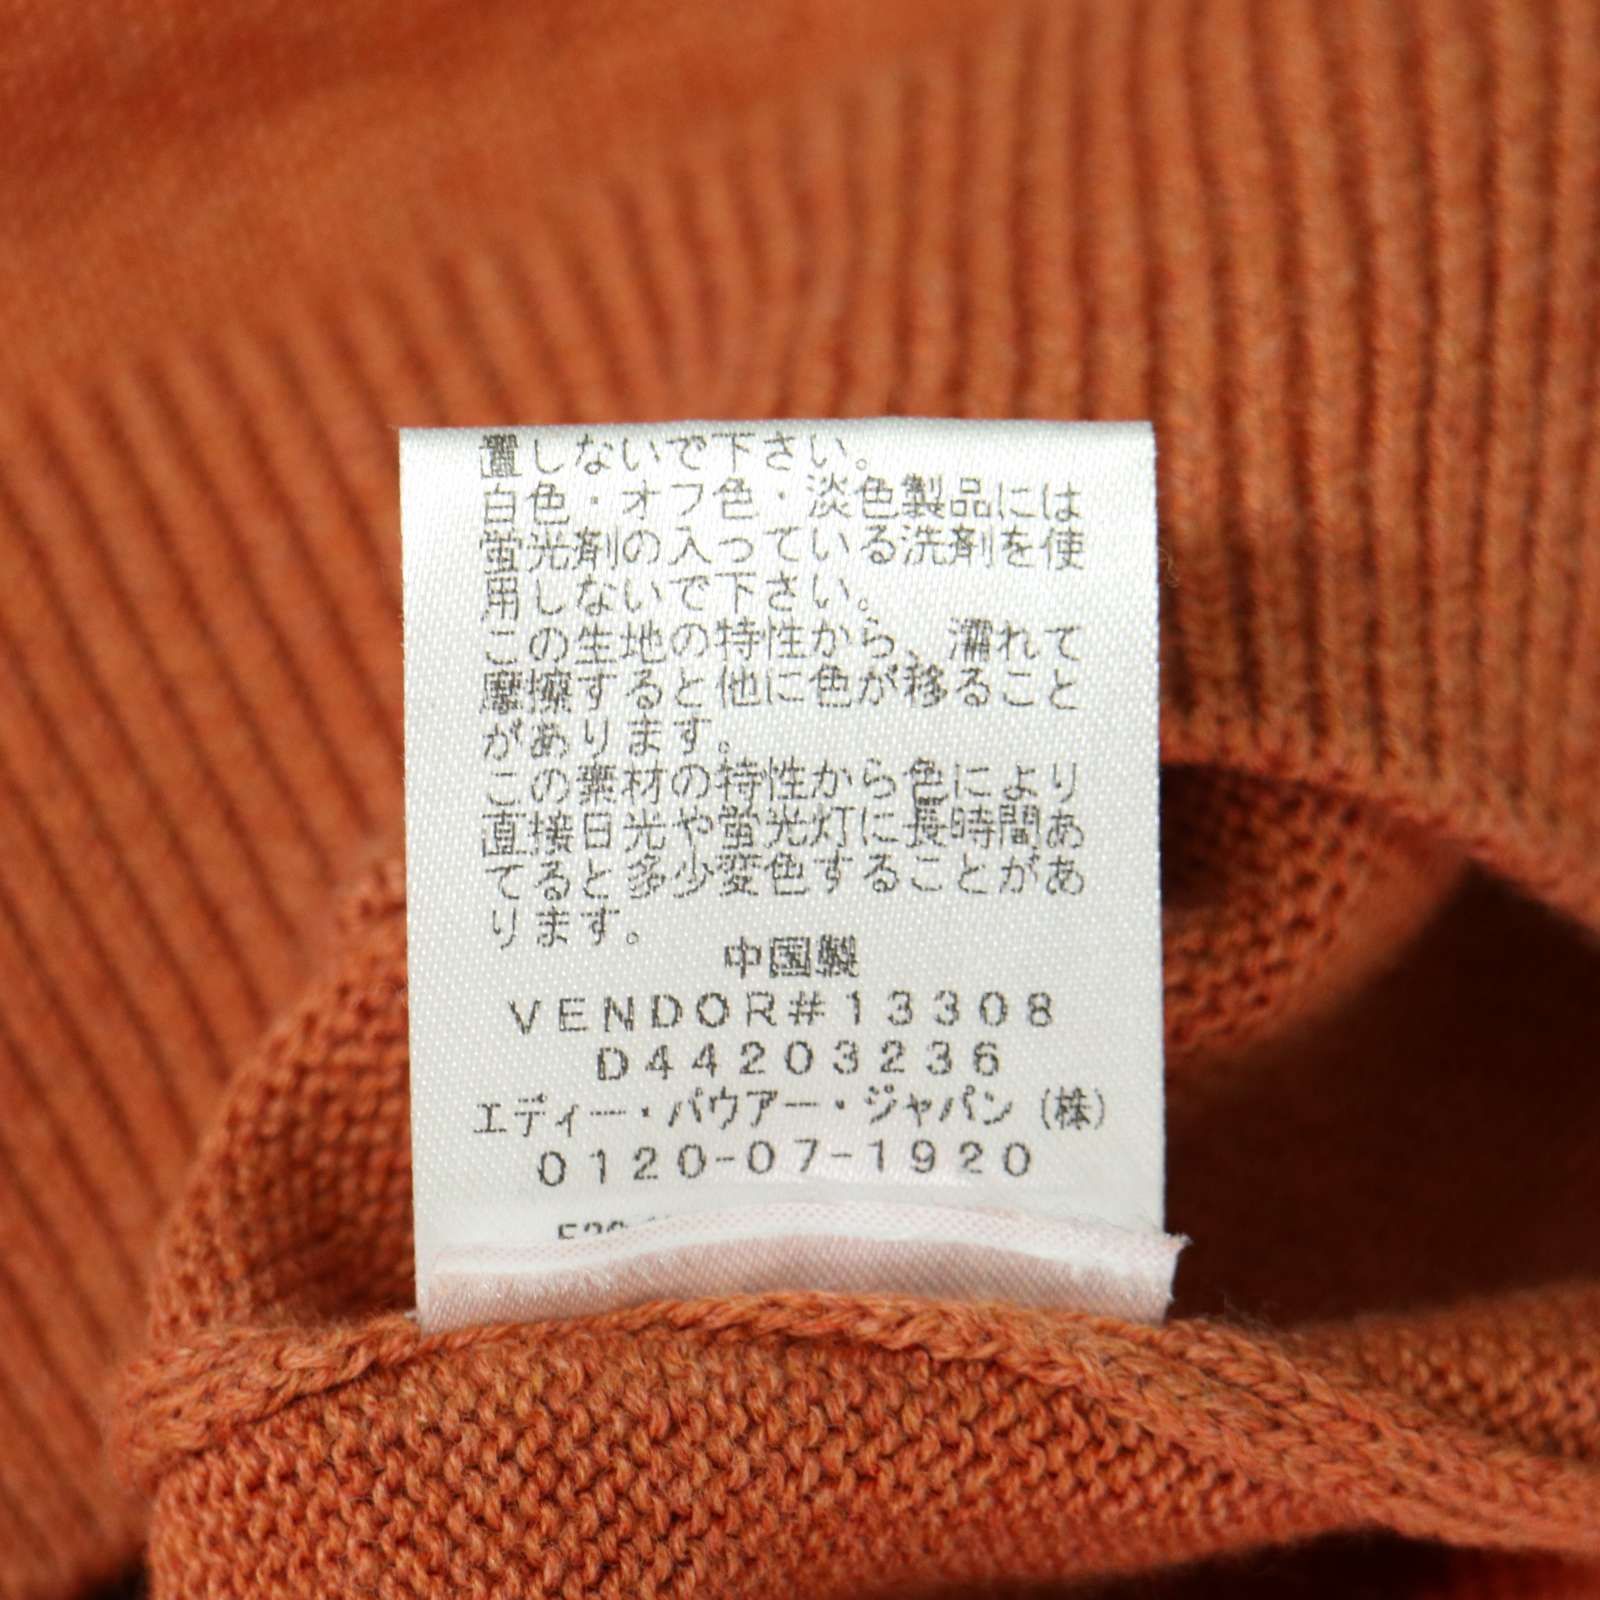 置しないで下さい。
白色・オフ色・淡色製品には
蛍光剤の入っている洗剤を使
用しないで下さい。
この生地の特性から、濡れて
摩擦すると他に色が移ること
があります。
この素材の特性から色により
直接日光や蛍光灯に長時間あ
てると多少変色することがあ
ります。
中国製
VENDOR#13308
D44203236
エディー・バウアー・ジャパン(株)
0120-07-1920